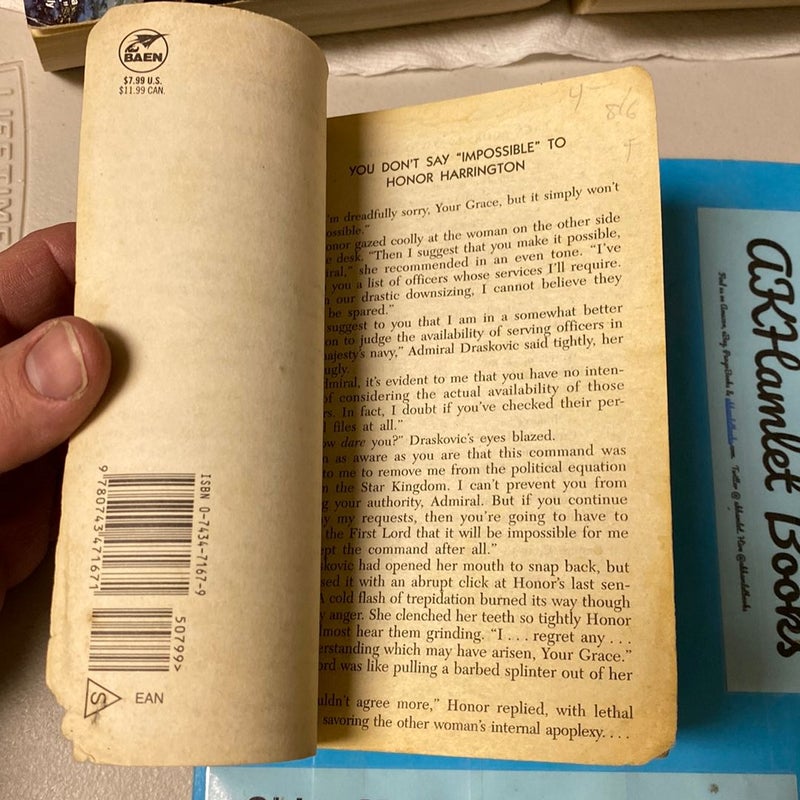 BAEN
$7.99 U.S.
$11.99 CAN.
ISBN 0-7434-7167-9
9 780743 471671
50799>
S
EAN
4-
8/6
YOU DON'T SAY "IMPOSSIBLE" TO
HONOR HARRINGTON
'm dreadfully sorry, Your Grace, but it simply won't
ossible."
onor gazed coolly at the woman on the other side
e desk. "Then I suggest that you make it possible,
iral," she recommended in an even tone. "I've
you a list of officers whose services I'll require.
n our drastic downsizing, I cannot believe they
be spared."
suggest to you that I am in a somewhat better
on to judge the availability of serving officers in
majesty's navy," Admiral Draskovic said tightly, her
ugly.
dmiral, it's evident to me that you have no inten-
of considering the actual availability of those
rs. In fact, I doubt if you've checked their per-
l files at all."
ow dare you?" Draskovic's eyes blazed.
n as aware as you are that this command was
to me to remove me from the political equation
n the Star Kingdom. I can't prevent you from
g your authority, Admiral. But if you continue
y my requests, then you're going to have to
the First Lord that it will be impossible for me
ept the command after all."
skovic had opened her mouth to snap back, but
sed it with an abrupt click at Honor's last sen-
A cold flash of trepidation burned its way though
y anger. She clenched her teeth so tightly Honor
lmost hear them grinding. "I . . . regret any . . .
erstanding which may have arisen, Your Grace."
ord was like pulling a barbed splinter out of her
uldn't agree more," Honor replied, with lethal
savoring the other woman's internal apoplexy. . . .
AKHamlet Books
LIFETIME